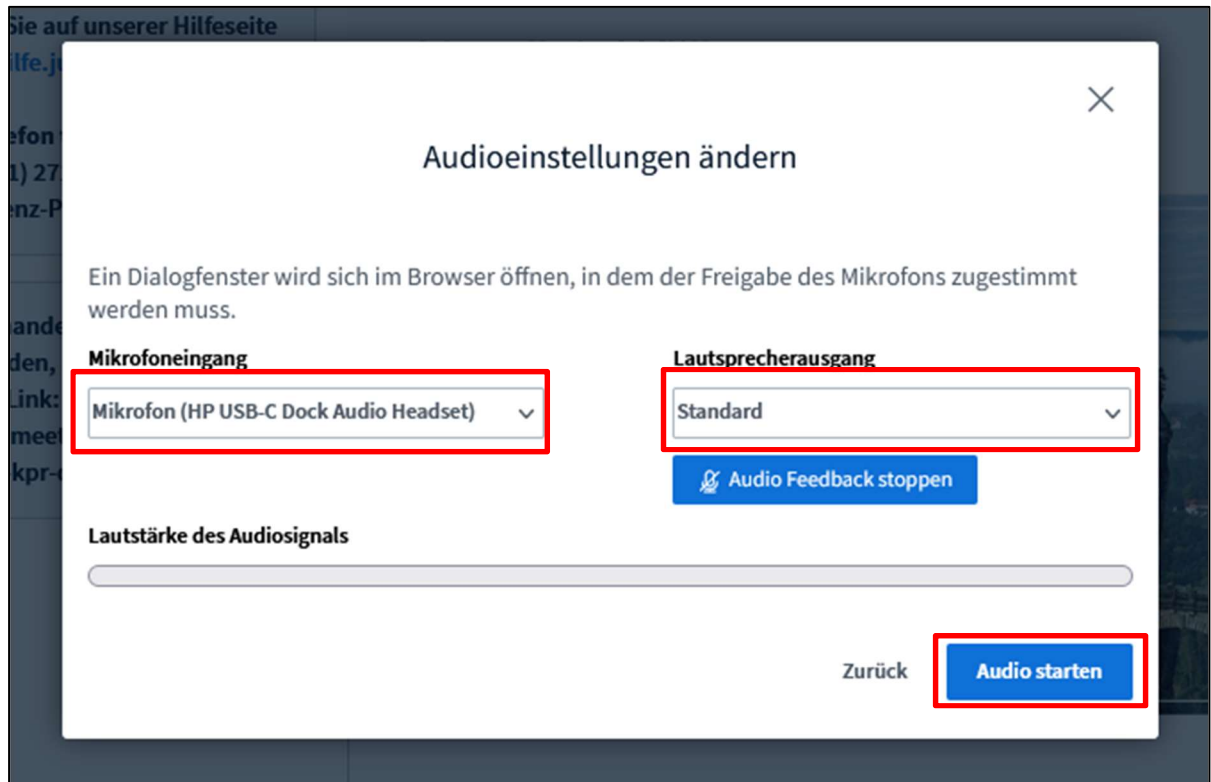 Sie auf unserer Hilfeseite
Audioeinstellungen ändern
Ein Dialogfenster wird sich im Browser öffnen, in dem der Freigabe des Mikrofons zugestimmt
werden muss.
Mikrofoneingang
Lautsprecherausgang
Mikrofon (HP USB-C Dock Audio Headset)
Standard
Audio Feedback stoppen
Lautstärke des Audiosignals
Zurück
Audio starten